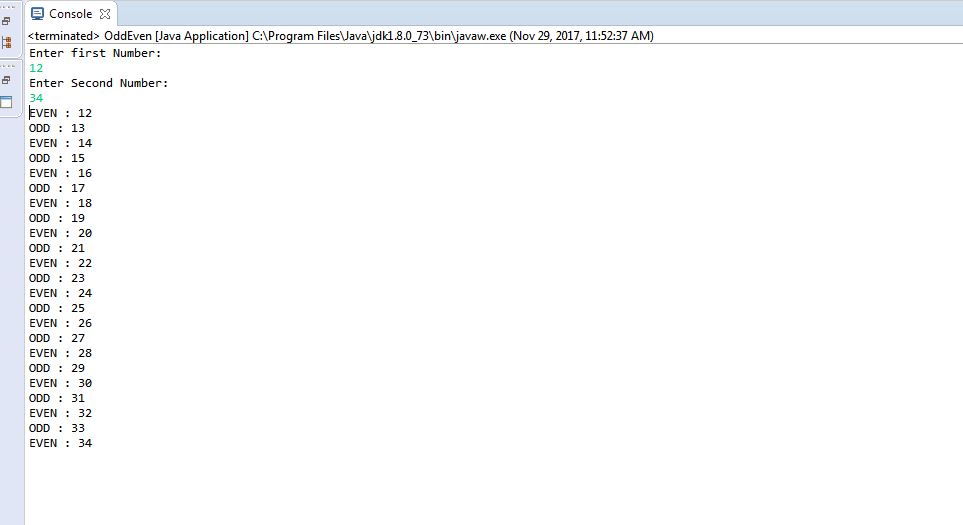 Console
<terminated> OddEven [Java Application] C:\Program Files\Java\jdk1.8.0_73\bin\javaw.exe (Nov 29, 2017, 11:52:37 AM)
Enter first Number:
12
Enter Second Number:
34
EVEN : 12
ODD : 13
EVEN : 14
ODD : 15
EVEN : 16
ODD : 17
EVEN : 18
ODD : 19
EVEN : 20
ODD : 21
EVEN : 22
ODD : 23
EVEN : 24
ODD : 25
EVEN : 26
ODD : 27
EVEN : 28
ODD : 29
EVEN : 30
ODD : 31
EVEN : 32
ODD : 33
EVEN : 34